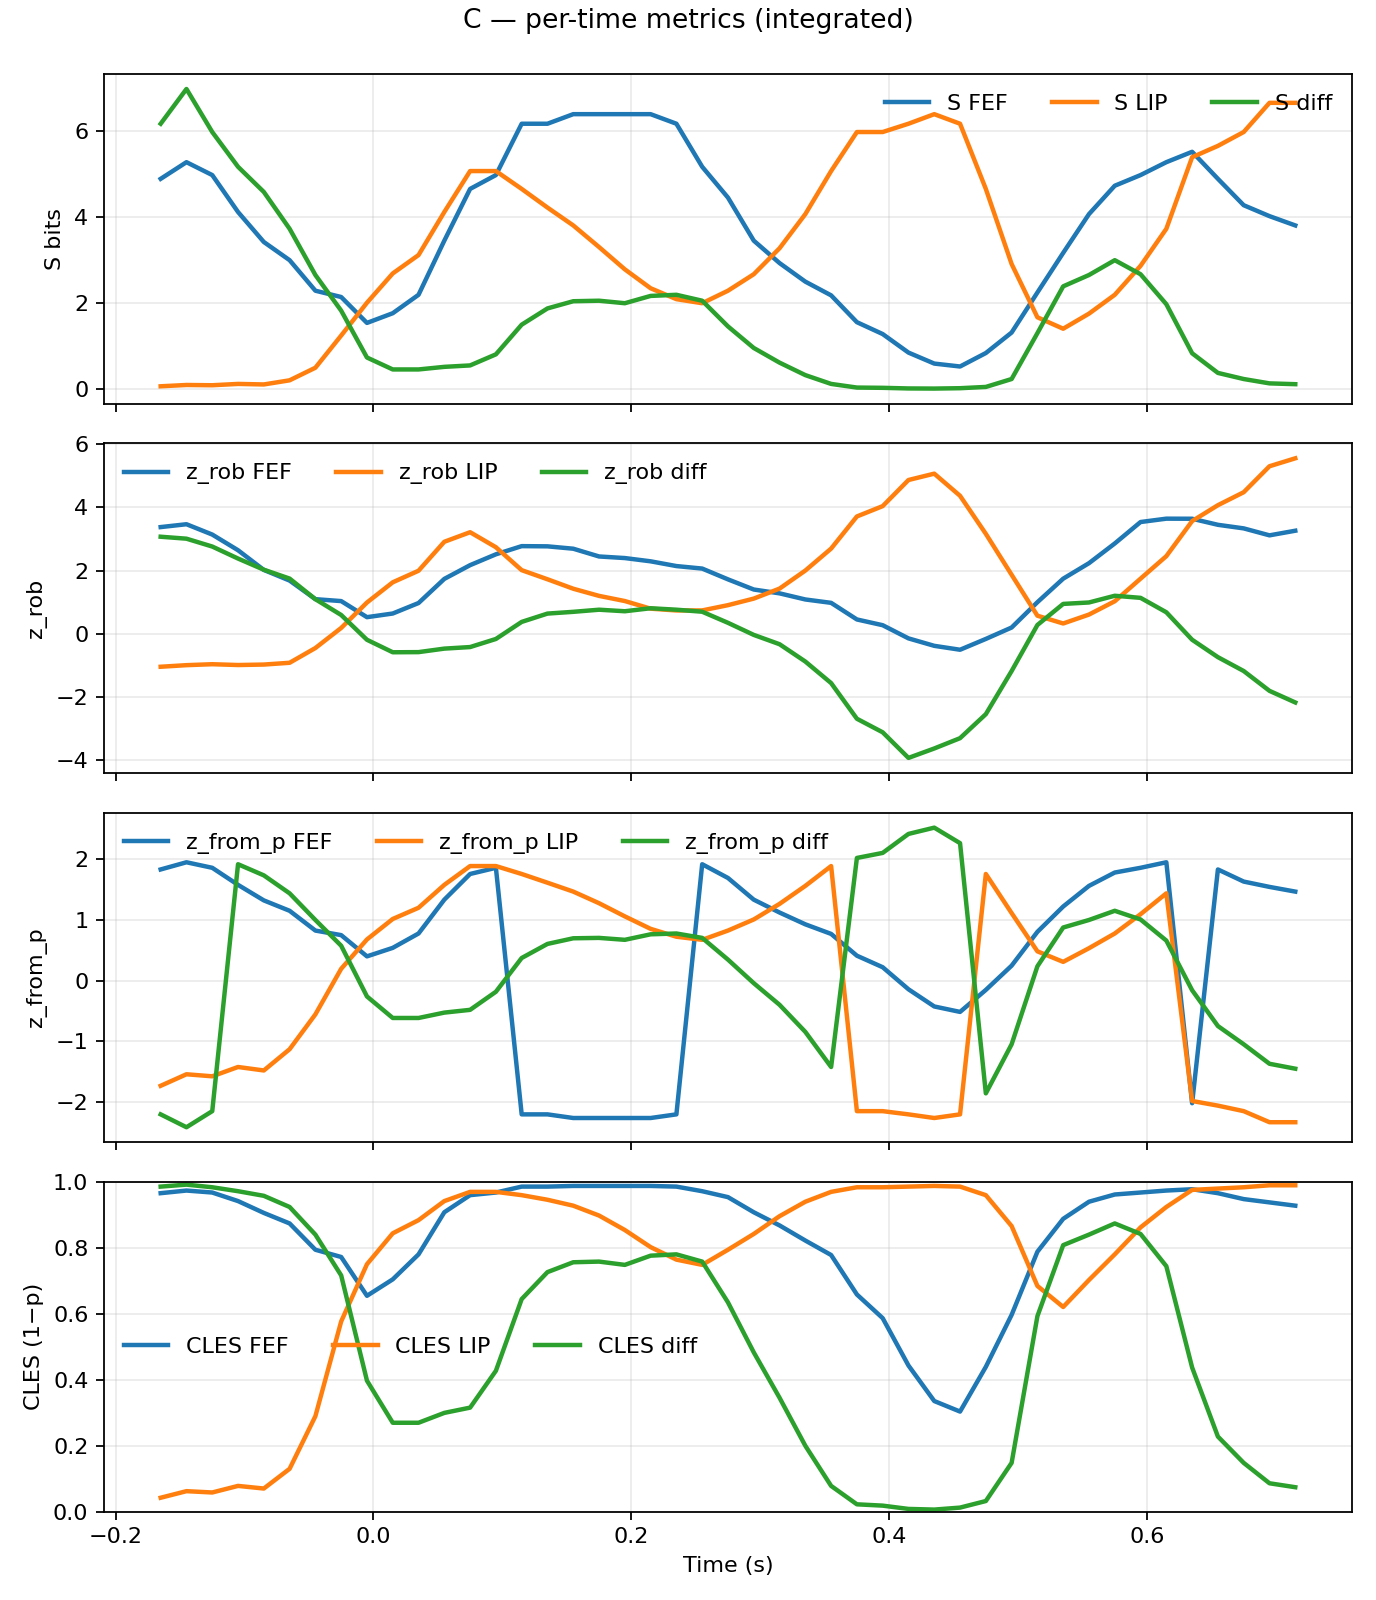 C — per-time metrics (integrated)
S FEF S LIP S diff
S bits
6
4
2
0
z_rob FEF z_rob LIP z_rob diff
z_rob
6
4
2
0
−2
−4
z_from_p FEF z_from_p LIP z_from_p diff
z_from_p
2
1
0
−1
−2
CLES FEF CLES LIP CLES diff
CLES (1−p)
1.0
0.8
0.6
0.4
0.2
0.0
−0.2 0.0 0.2 0.4 0.6
Time (s)